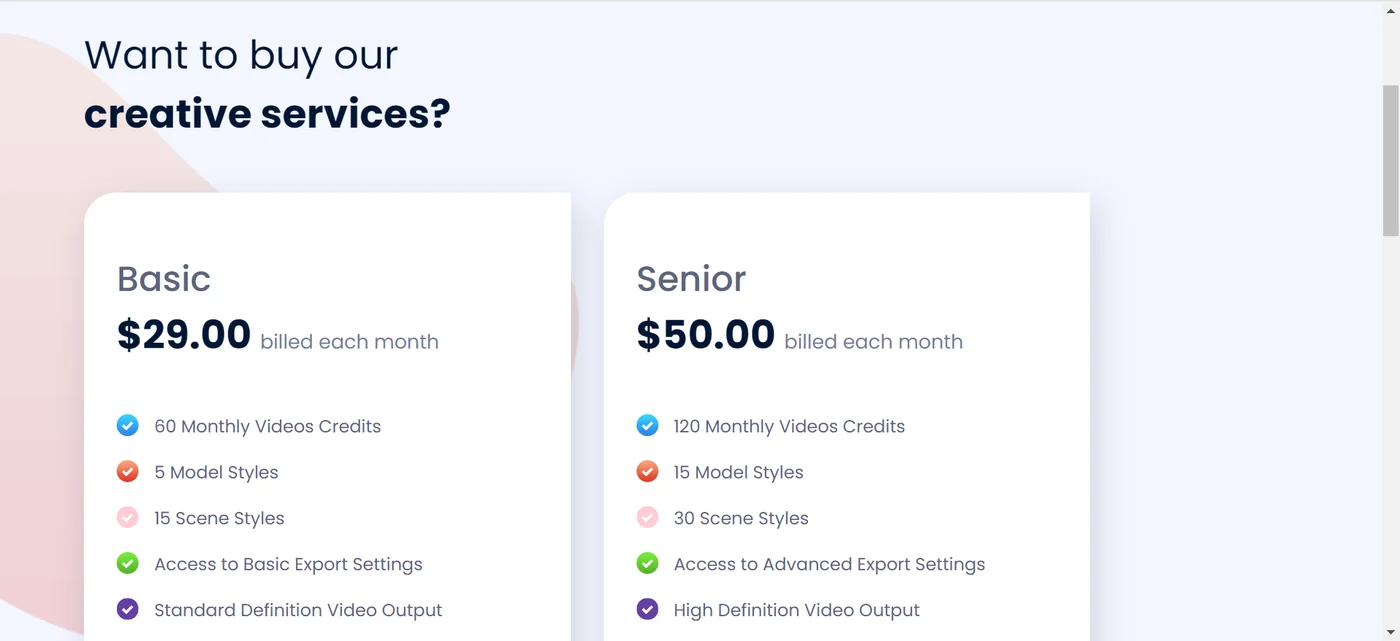 Want to buy our
creative services?
Basic
$29.00 billed each month
60 Monthly Videos Credits
5 Model Styles
15 Scene Styles
Access to Basic Export Settings
Standard Definition Video Output
Senior
$50.00 billed each month
120 Monthly Videos Credits
15 Model Styles
30 Scene Styles
Access to Advanced Export Settings
High Definition Video Output